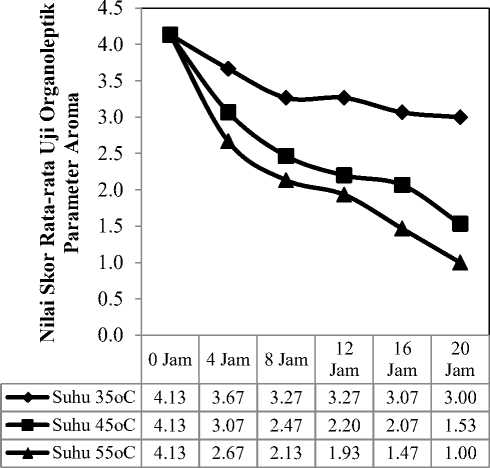 Nilai Skor Rata-rata Uji Organoleptik
Parameter Aroma
4.5
4.0
3.5
3.0
2.5
2.0
1.5
1.0
0.5
0.0
0 Jam 4 Jam 8 Jam 12 Jam 16 Jam 20 Jam
Suhu 35oC 4.13 3.67 3.27 3.27 3.07 3.00
Suhu 45oC 4.13 3.07 2.47 2.20 2.07 1.53
Suhu 55oC 4.13 2.67 2.13 1.93 1.47 1.00